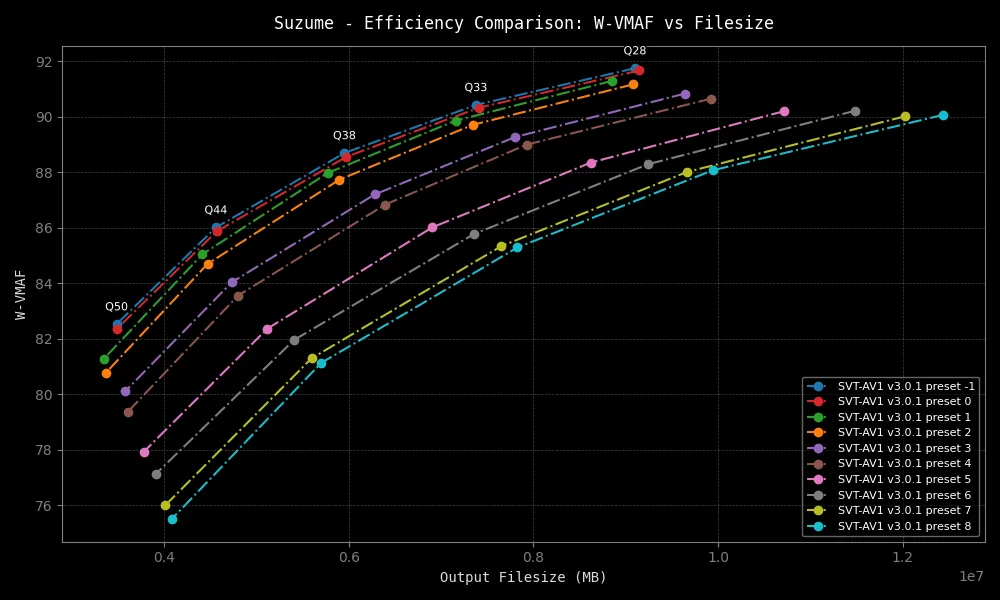 Suzume - Efficiency Comparison: W-VMAF vs Filesize
Q28
92
Q33
90
Q38
88
Q44
86
W-VMAF
84
Q50
82
80
78
76
SVT-AV1 v3.0.1 preset -1
SVT-AV1 v3.0.1 preset 0
SVT-AV1 v3.0.1 preset 1
SVT-AV1 v3.0.1 preset 2
SVT-AV1 v3.0.1 preset 3
SVT-AV1 v3.0.1 preset 4
SVT-AV1 v3.0.1 preset 5
SVT-AV1 v3.0.1 preset 6
SVT-AV1 v3.0.1 preset 7
SVT-AV1 v3.0.1 preset 8
0.4 0.6 0.8 1.0 1.2
1e7
Output Filesize (MB)